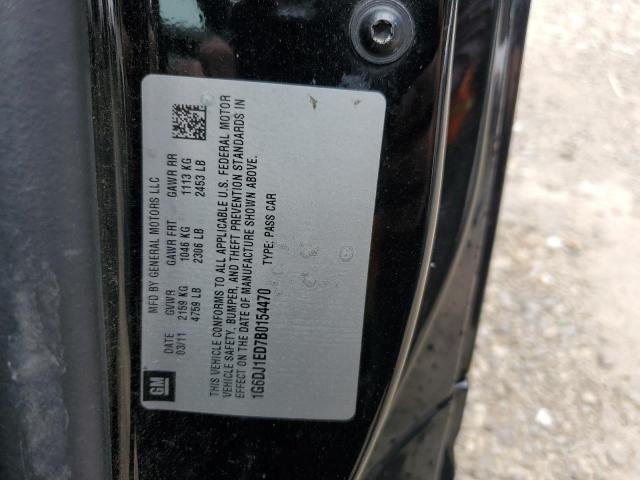 GM
MFD BY GENERAL MOTORS LLC
03/11
GVWR
2159 KG
4759 LB
GAWR FRT
1046 KG
2306 LB
GAWR RR
1113 KG
2453 LB
THIS VEHICLE CONFORMS TO ALL APPLICABLE U.S. FEDERAL MOTOR
VEHICLE SAFETY, BUMPER, AND THEFT PREVENTION STANDARDS IN
EFFECT ON THE DATE OF MANUFACTURE SHOWN ABOVE.
1G6DJ1ED7B0154470
TYPE: PASS CAR